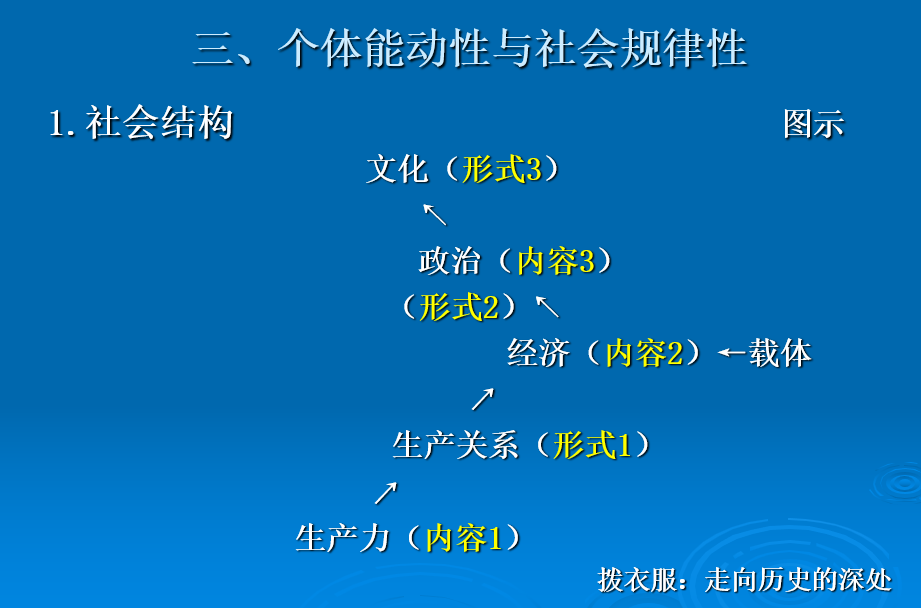 三、个体能动性与社会规律性
1.社会结构 图示
文化（形式3）
↖
政治（内容3）
（形式2）↖
经济（内容2）←载体
↗
生产关系（形式1）
↗
生产力（内容1）
拨衣服：走向历史的深处